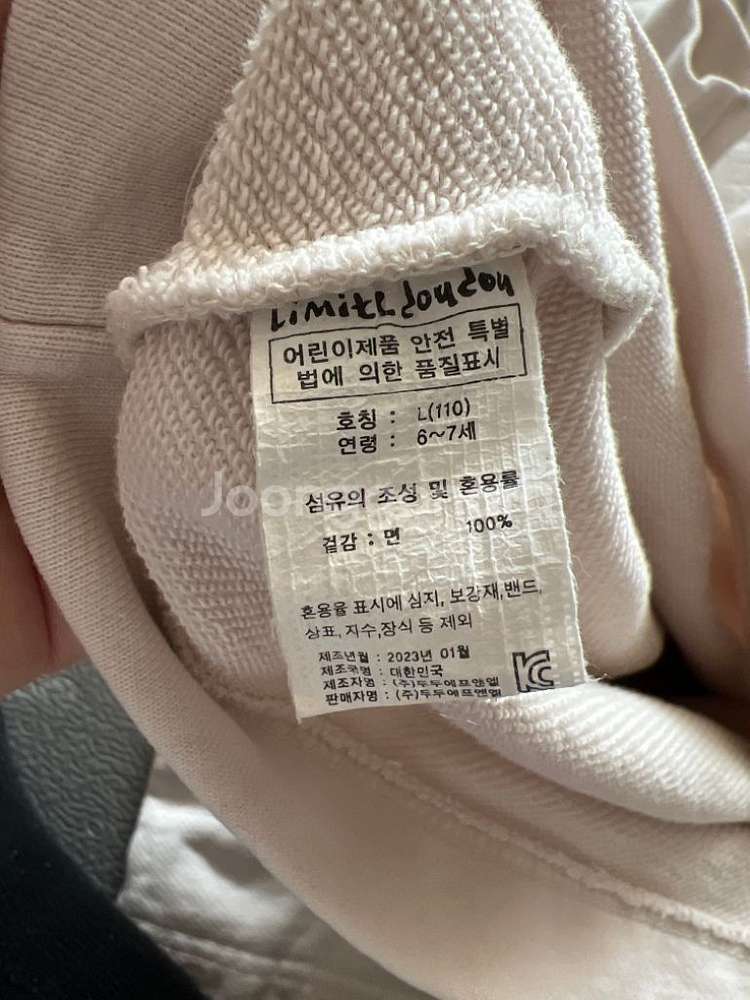 어린이제품 안전 특별
법에 의한 품질표시
호칭 : L(110)
연령 : 6~7세
섬유의 조성 및 혼용률
겉감 : 면 100%
혼용율 표시에 심지, 보강재,밴드,
상표, 자수,장식 등 제외
제조년월 : 2023년 01월
제조국명 : 대한민국
제조자명 : (주)두두에프앤엘
판매자명 : (주)두두에프앤엘